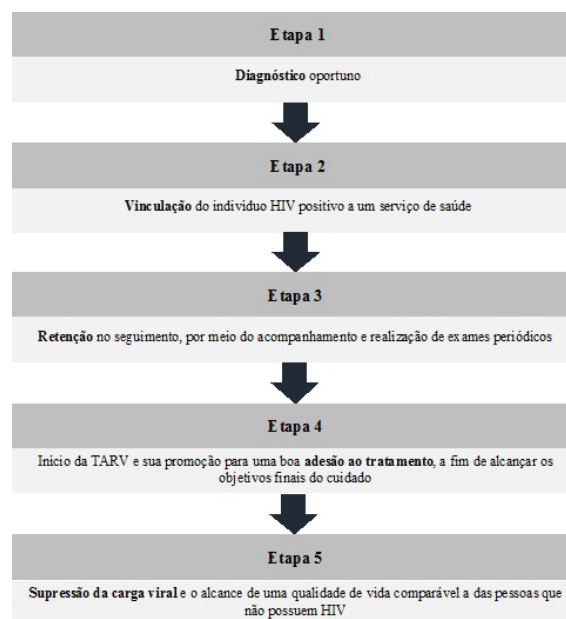 Etapa 1
Diagnóstico oportuno
Etapa 2
Vinculação do indivíduo HIV positivo a um serviço de saúde
Etapa 3
Retenção no seguimento, por meio do acompanhamento e realização de exames periódicos
Etapa 4
Início da TARV e sua promoção para uma boa adesão ao tratamento, a fim de alcançar os
objetivos finais do cuidado
Etapa 5
Supressão da carga viral e o alcance de uma qualidade de vida comparável a das pessoas que
não possuem HIV